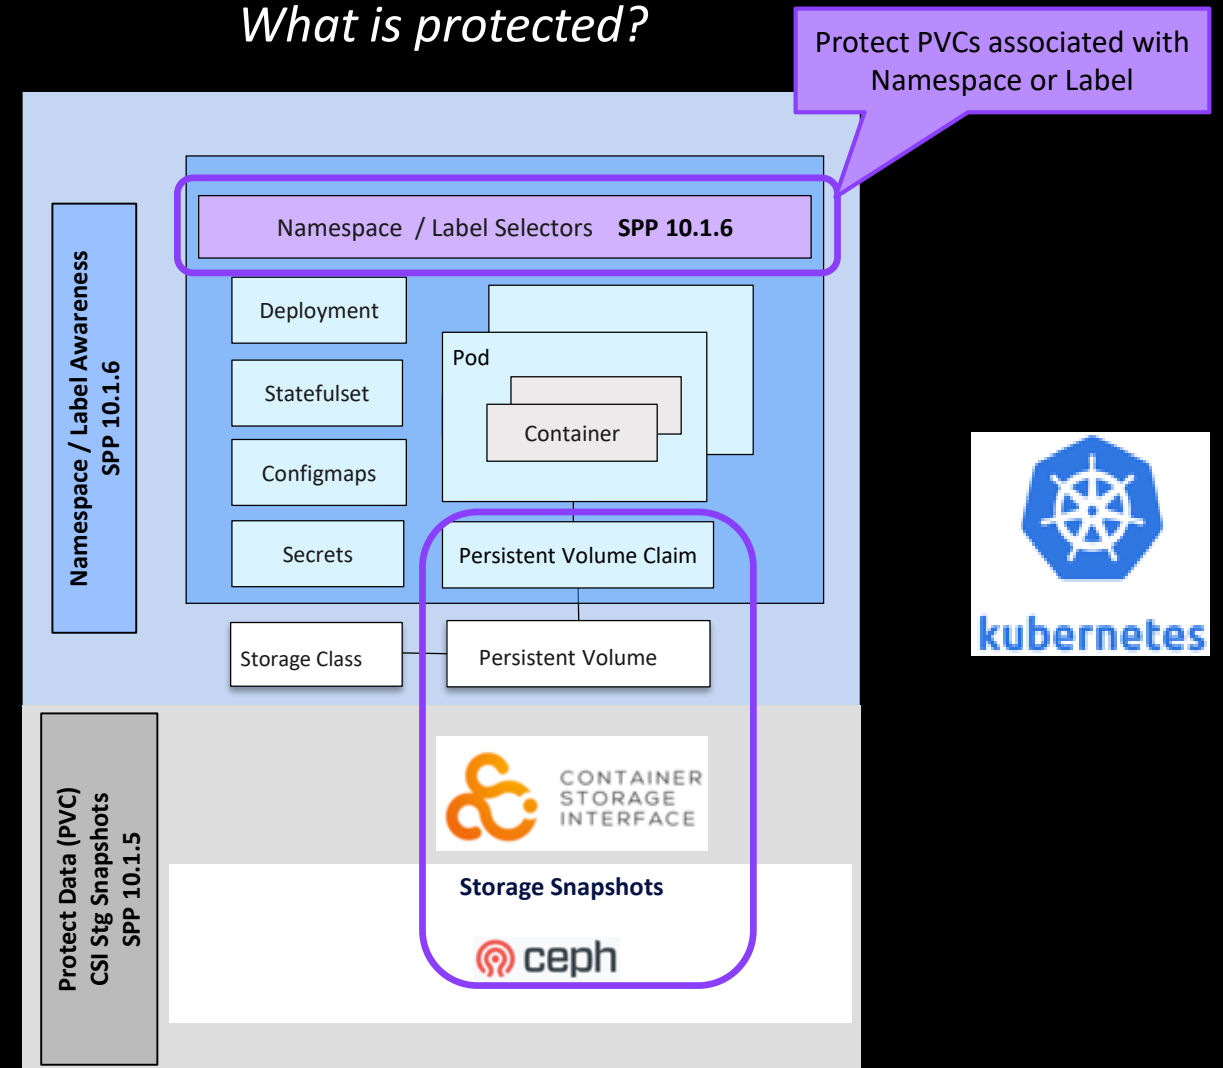 What is protected?
Protect PVCs associated with
Namespace or Label
Namespace / Label Selectors SPP 10.1.6
Namespace / Label Awareness
SPP 10.1.6
Deployment
Statefulset
Configmaps
Secrets
Pod
Container
Persistent Volume Claim
Storage Class
Persistent Volume
kubernetes
Protect Data (PVC)
CSI Stg Snapshots
SPP 10.1.5
CONTAINER
STORAGE
INTERFACE
Storage Snapshots
ceph